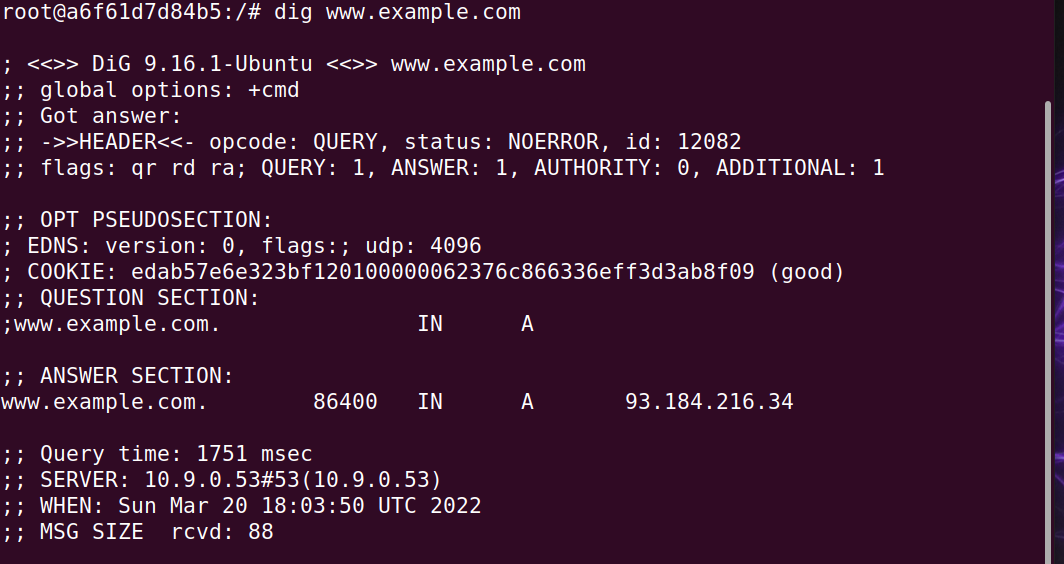 root@a6f61d7d84b5:/# dig www.example.com
; <<>> DiG 9.16.1-Ubuntu <<>> www.example.com
;; global options: +cmd
;; Got answer:
;; ->>HEADER<<- opcode: QUERY, status: NOERROR, id: 12082
;; flags: qr rd ra; QUERY: 1, ANSWER: 1, AUTHORITY: 0, ADDITIONAL: 1
;; OPT PSEUDOSECTION:
; EDNS: version: 0, flags:; udp: 4096
; COOKIE: edab57e6e323bf120100000062376c866336eff3d3ab8f09 (good)
;; QUESTION SECTION:
;www.example.com. IN A
;; ANSWER SECTION:
www.example.com. 86400 IN A 93.184.216.34
;; Query time: 1751 msec
;; SERVER: 10.9.0.53#53(10.9.0.53)
;; WHEN: Sun Mar 20 18:03:50 UTC 2022
;; MSG SIZE  rcvd: 88